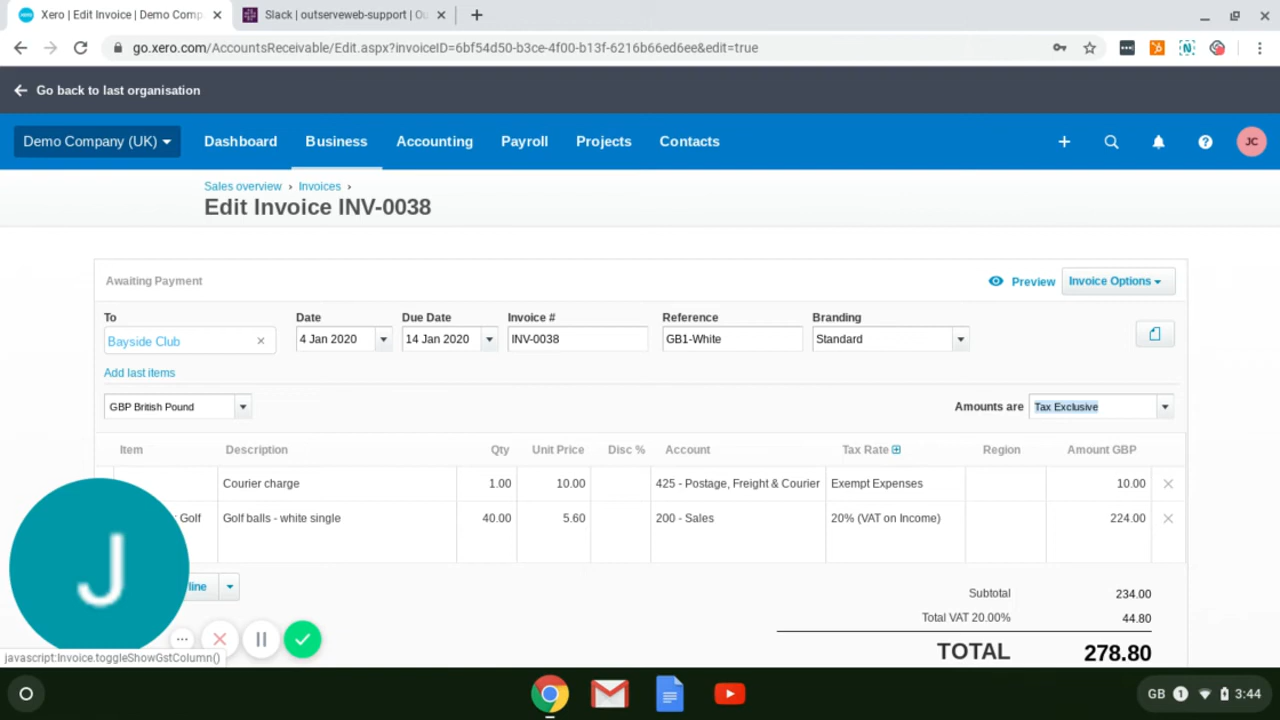 Xero | Edit Invoice | Demo Comp
Slack | outserveweb-support | Ou
go.xero.com/AccountsReceivable/Edit.aspx?invoiceID=6bf54d50-b3ce-4f00-b13f-6216b66ed6ee&edit=true
Go back to last organisation
Demo Company (UK) Dashboard Business Accounting Payroll Projects Contacts JC
Sales overview › Invoices ›
Edit Invoice INV-0038
Awaiting Payment Preview Invoice Options
To Date Due Date Invoice # Reference Branding
Bayside Club 4 Jan 2020 14 Jan 2020 INV-0038 GB1-White Standard
Add last items
GBP British Pound Amounts are Tax Exclusive
Item Description Qty Unit Price Disc % Account Tax Rate Region Amount GBP
Courier charge 1.00 10.00 425 - Postage, Freight & Courier Exempt Expenses 10.00
Golf Golf balls - white single 40.00 5.60 200 - Sales 20% (VAT on Income) 224.00
line
Subtotal 234.00
Total VAT 20.00% 44.80
TOTAL 278.80
J
javascript:Invoice.toggleShowGstColumn()
GB 1 3:44